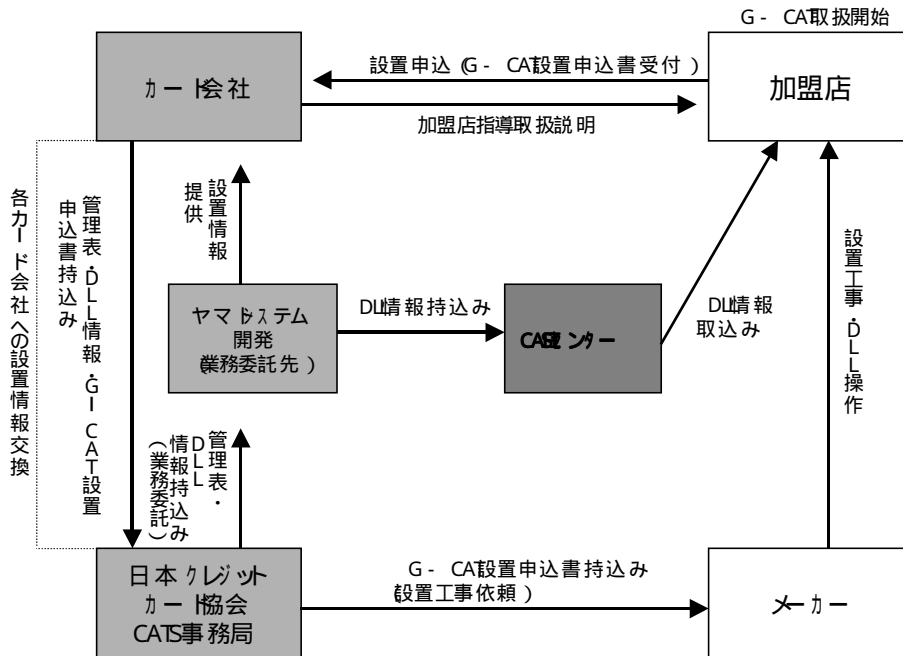 G - CAT取扱開始
設置申込(G - CAT設置申込書受付)
カード会社
加盟店
加盟店指導取扱説明
各カード会社への設置情報交換
管理表・DLL情報・G - CAT設置
申込書持込み
設置情報
提供
ヤマトシステム
開発
(業務委託先)
DLL情報持込み
センター
DLL情報
取込み
設置工事・DLL操作
管理表・
DLL
情報持込み
(業務委託)
日本クレジット
カード協会
CATS事務局
G - CAT設置申込書持込み
(設置工事依頼)
メーカー